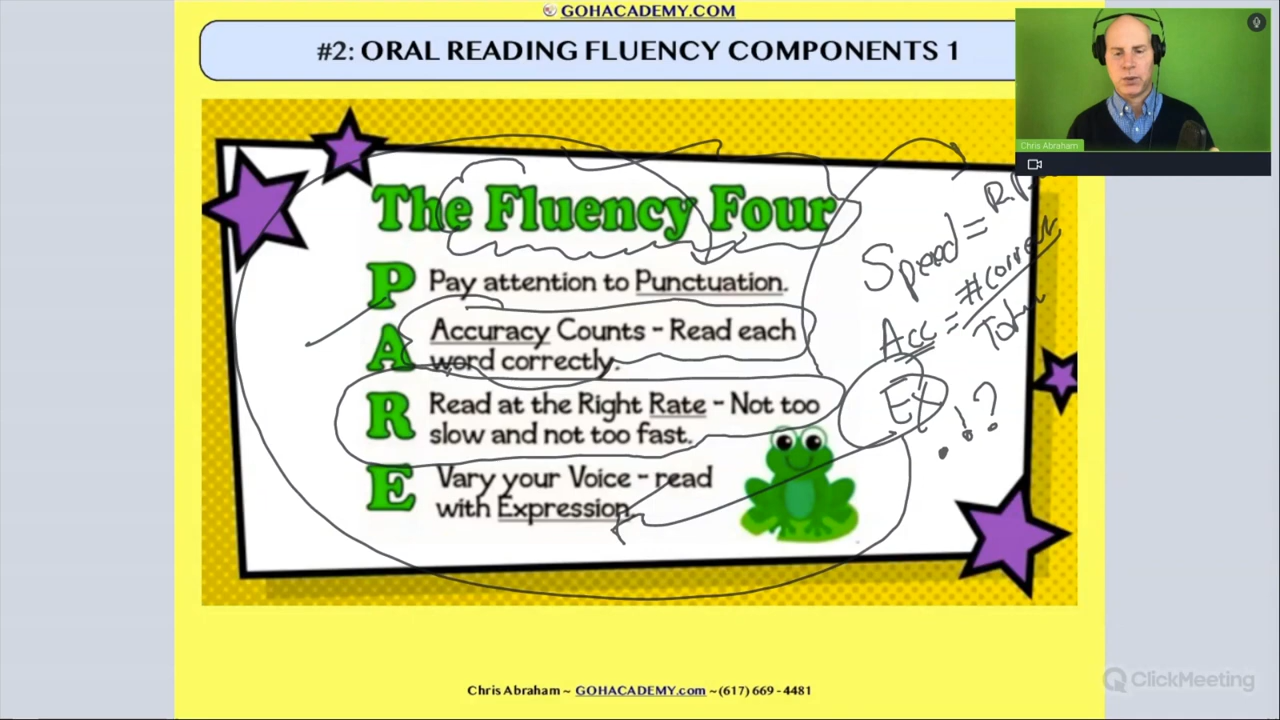 GOHACADEMY.COM
#2: ORAL READING FLUENCY COMPONENTS 1
Chris Abraham
The Fluency Four
P Pay attention to Punctuation.
A Accuracy Counts - Read each
word correctly.
R Read at the Right Rate - Not too
slow and not too fast.
E Vary your Voice - read
with Expression.
Speed =
Acc =
EX
. ! ?
Chris Abraham ~ GOHACADEMY.com ~(617) 669 - 4481
ClickMeeting